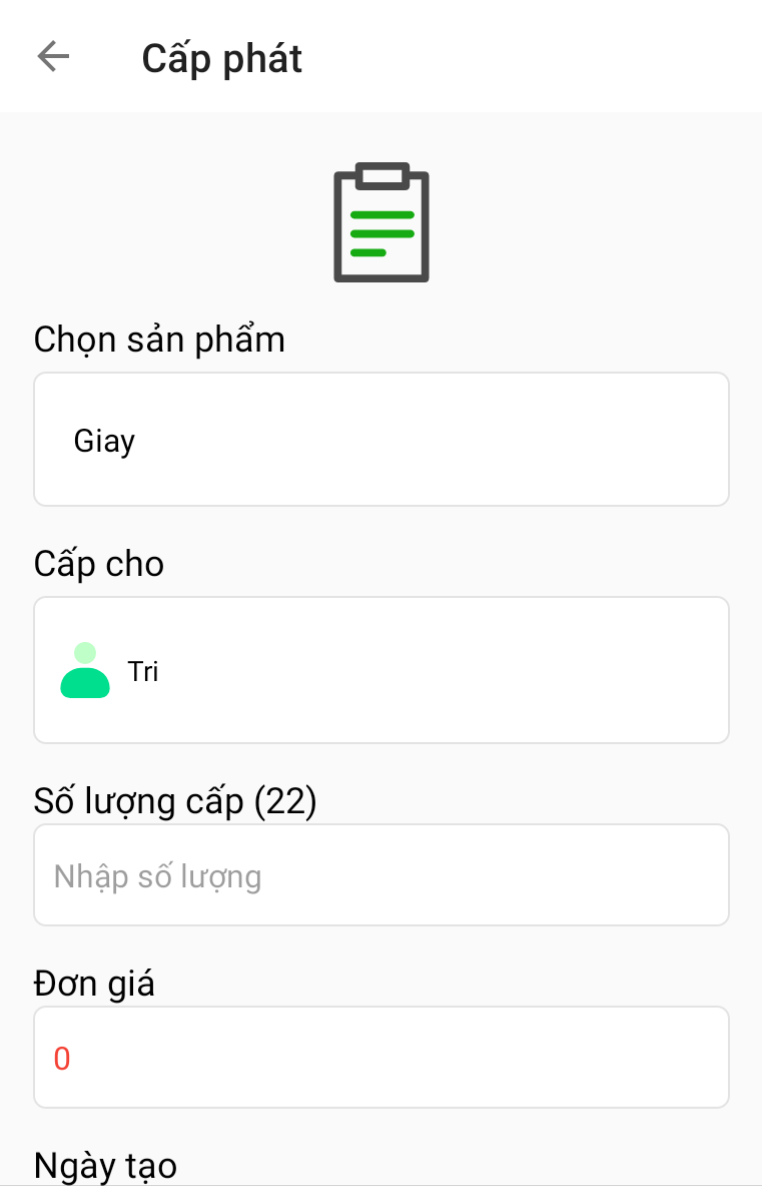 Cấp phát
Chọn sản phẩm
Giay
Cấp cho
Tri
Số lượng cấp (22)
Nhập số lượng
Đơn giá
0
Ngày tạo